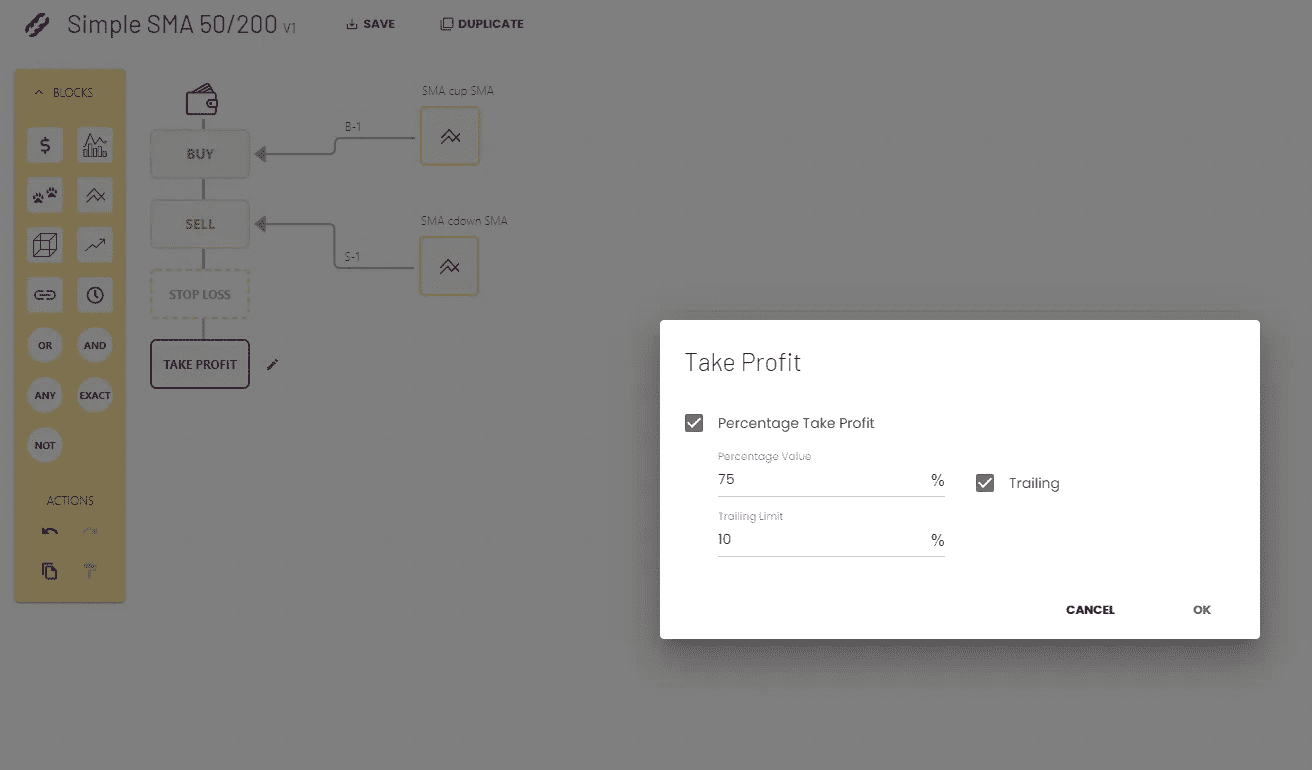 Simple SMA 50/200 V1
SAVE
DUPLICATE
BLOCKS
$
OR
AND
ANY
EXACT
NOT
ACTIONS
BUY
B-1
SMA cup SMA
SELL
S-1
SMA cdown SMA
STOP LOSS
TAKE PROFIT
Take Profit
Percentage Take Profit
Percentage Value
75 %
Trailing
Trailing Limit
10 %
CANCEL
OK